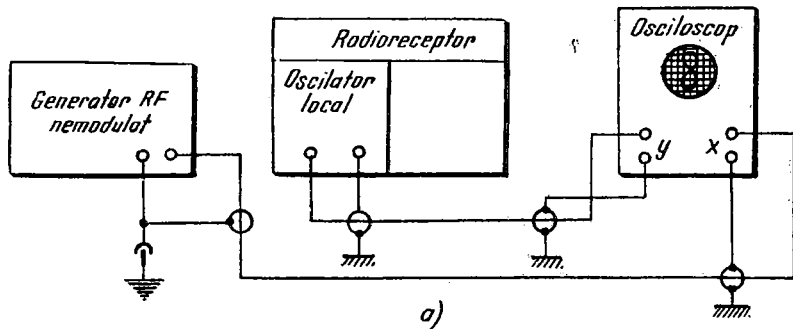 Generator RF
nemodulat
Radioreceptor
Oscilator
local
Osciloscop
y
x
a)